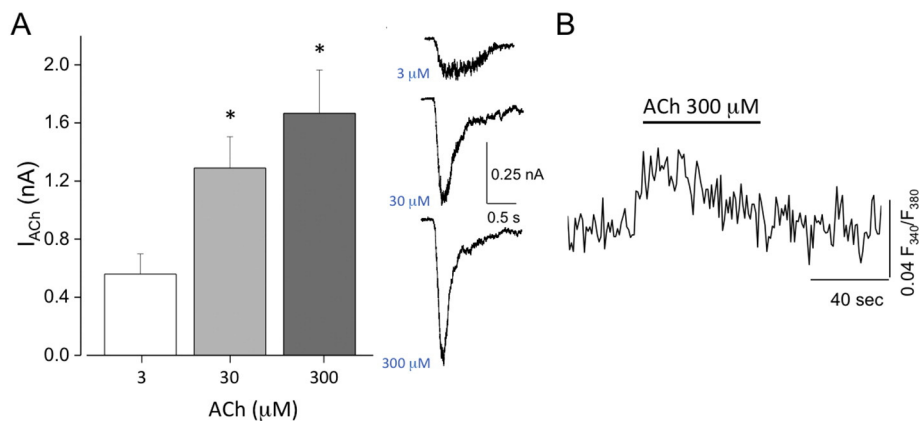 A
I_ACh (nA)
2.0
1.6
1.2
0.8
0.4
0.0
*
*
3
30
300
ACh (μM)
3 μM
30 μM
300 μM
0.25 nA
0.5 s
B
ACh 300 μM
0.04 F340/F380
40 sec